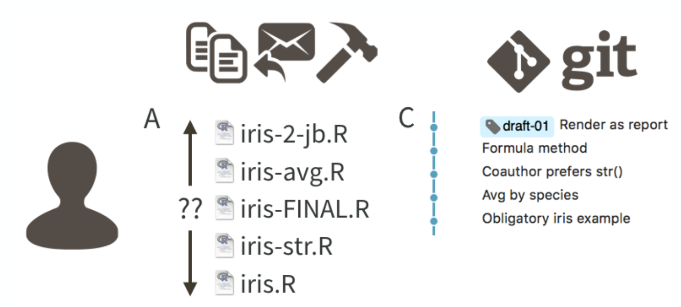 git
A
C
iris-2-jb.R
iris-avg.R
?? iris-FINAL.R
iris-str.R
iris.R
draft-01 Render as report
Formula method
Coauthor prefers str()
Avg by species
Obligatory iris example